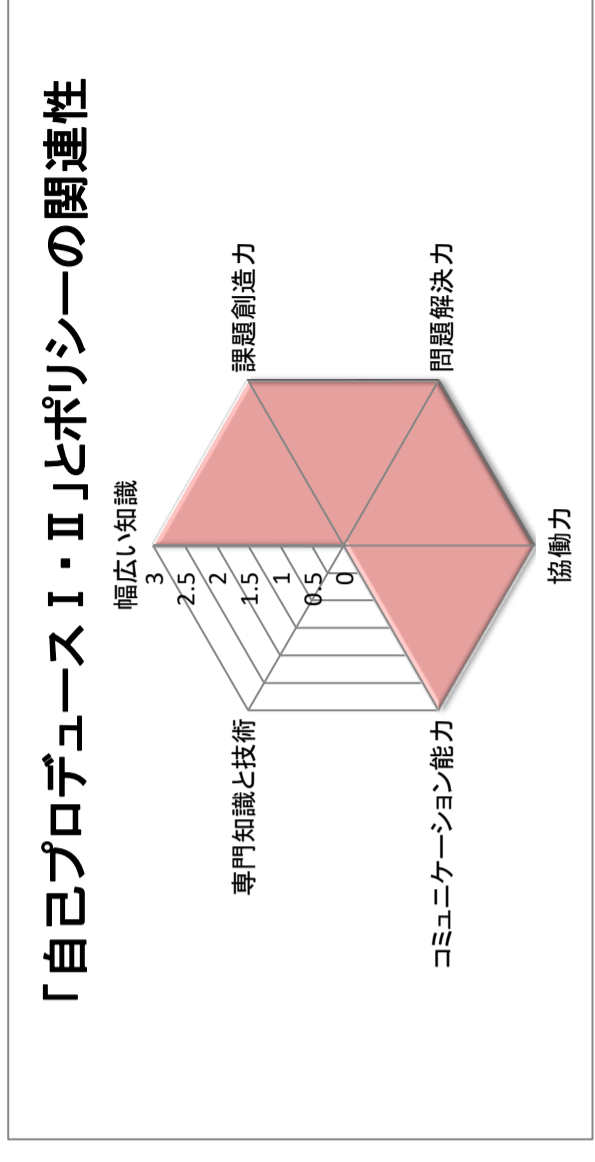 「自己プロデュースⅠ・Ⅱ」とポリシーの関連性
幅広い知識
課題創造力
問題解決力
協働力
コミュニケーション能力
専門知識と技術
3
2.5
2
1.5
1
0.5
0